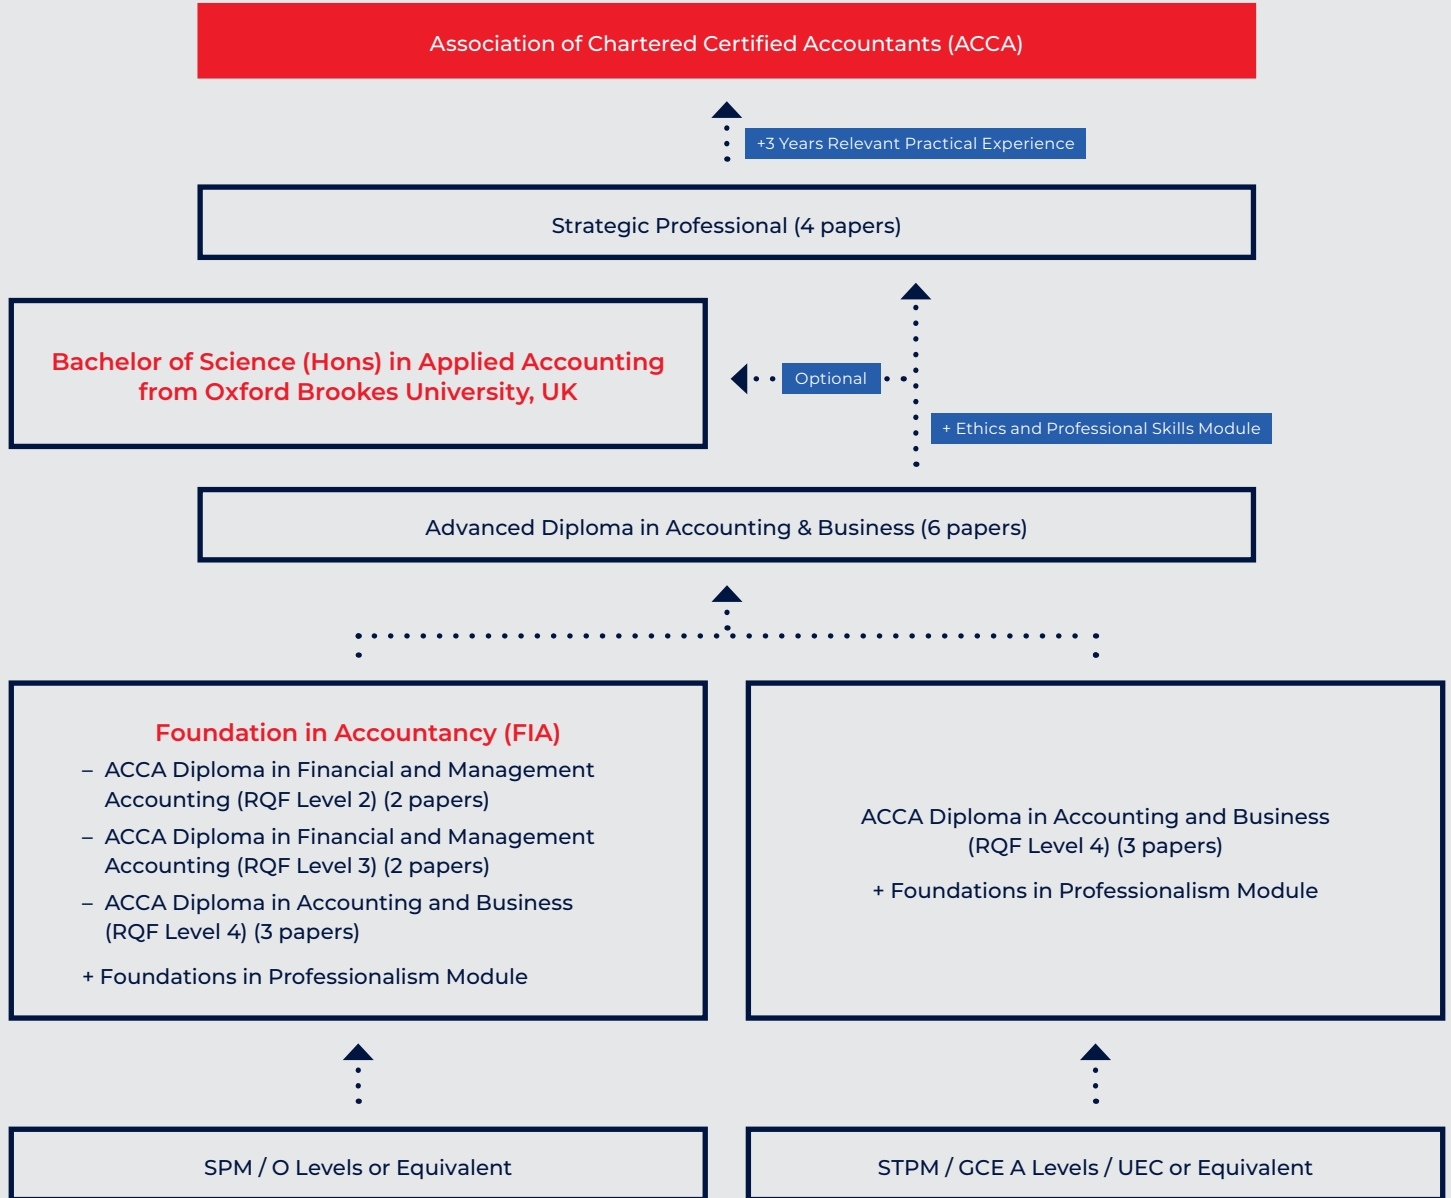 Association of Chartered Certified Accountants (ACCA)
+3 Years Relevant Practical Experience
Strategic Professional (4 papers)
Bachelor of Science (Hons) in Applied Accounting
from Oxford Brookes University, UK
Optional
+ Ethics and Professional Skills Module
Advanced Diploma in Accounting & Business (6 papers)
Foundation in Accountancy (FIA)
– ACCA Diploma in Financial and Management
Accounting (RQF Level 2) (2 papers)
– ACCA Diploma in Financial and Management
Accounting (RQF Level 3) (2 papers)
– ACCA Diploma in Accounting and Business
(RQF Level 4) (3 papers)
+ Foundations in Professionalism Module
ACCA Diploma in Accounting and Business
(RQF Level 4) (3 papers)
+ Foundations in Professionalism Module
SPM / O Levels or Equivalent
STPM / GCE A Levels / UEC or Equivalent